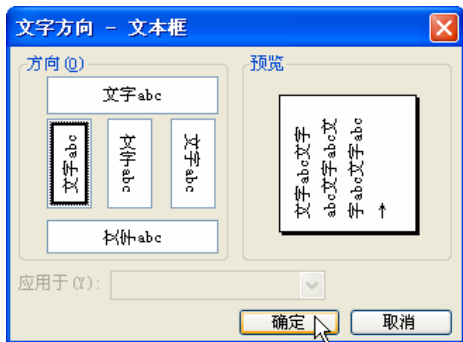 文字方向 - 文本框
方向(O)
预览
文字abc
文字abc
文字abc
文字abc
文字abc
文字abc文字
abc文字abc文
字abc文字abc
↑
应用于(Y):
确定
取消